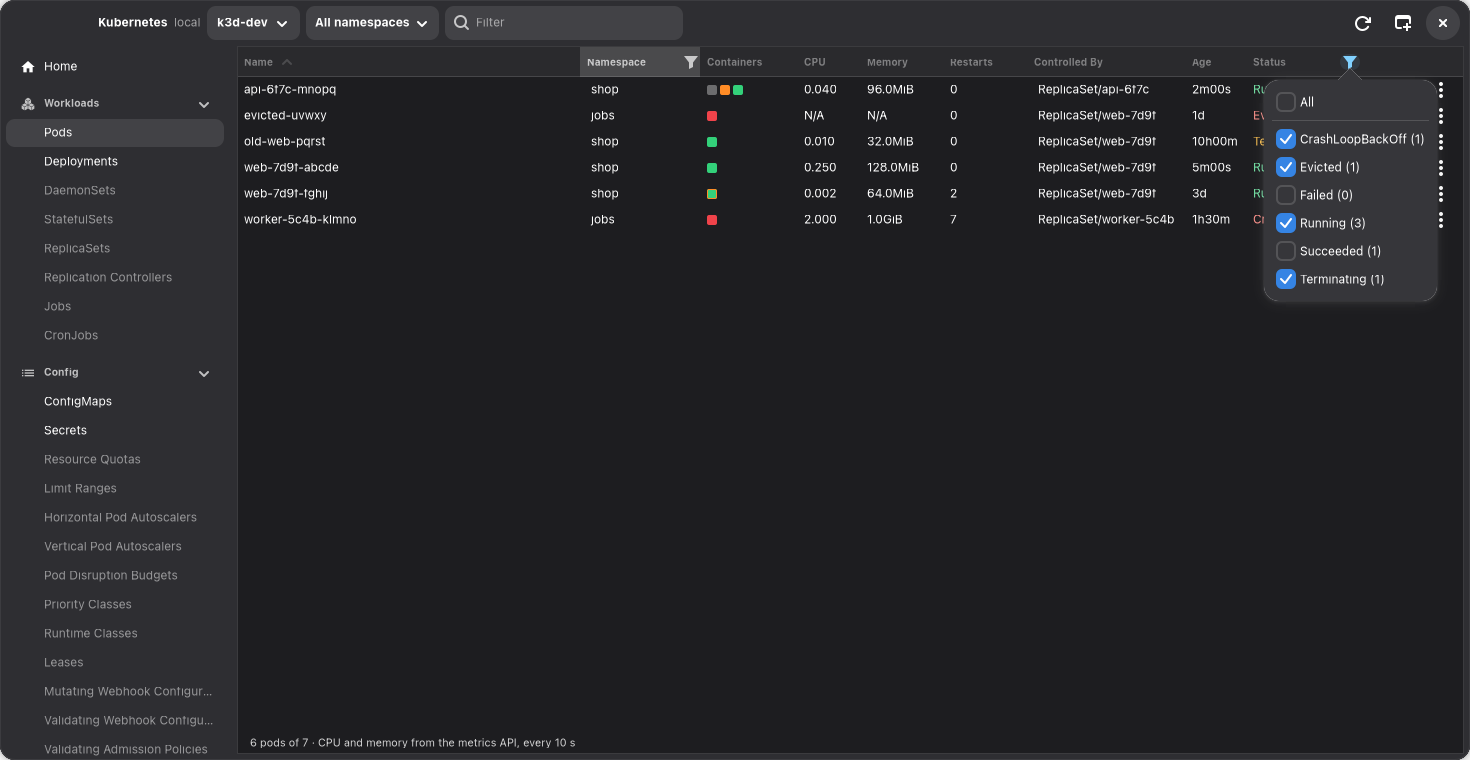 Kubernetes local k3d-dev All namespaces Filter
Home
Workloads
Pods
Deployments
DaemonSets
StatefulSets
ReplicaSets
Replication Controllers
Jobs
CronJobs
Config
ConfigMaps
Secrets
Resource Quotas
Limit Ranges
Horizontal Pod Autoscalers
Vertical Pod Autoscalers
Pod Disruption Budgets
Priority Classes
Runtime Classes
Leases
Mutating Webhook Configur...
Validating Webhook Configu...
Validating Admission Policies
Name Namespace Containers CPU Memory Restarts Controlled By Age Status
api-6f7c-mnopq shop 0.040 96.0MiB 0 ReplicaSet/api-6f7c 2m00s Ru
evicted-uvwxy jobs N/A N/A 0 ReplicaSet/web-7d9f 1d Ev
old-web-pqrst shop 0.010 32.0MiB 0 ReplicaSet/web-7d9f 10h00m Te
web-7d9f-abcde shop 0.250 128.0MiB 0 ReplicaSet/web-7d9f 5m00s Ru
web-7d9f-fghij shop 0.002 64.0MiB 2 ReplicaSet/web-7d9f 3d Ru
worker-5c4b-klmno jobs 2.000 1.0GiB 7 ReplicaSet/worker-5c4b 1h30m Cr
All
CrashLoopBackOff (1)
Evicted (1)
Failed (0)
Running (3)
Succeeded (1)
Terminating (1)
6 pods of 7 · CPU and memory from the metrics API, every 10 s